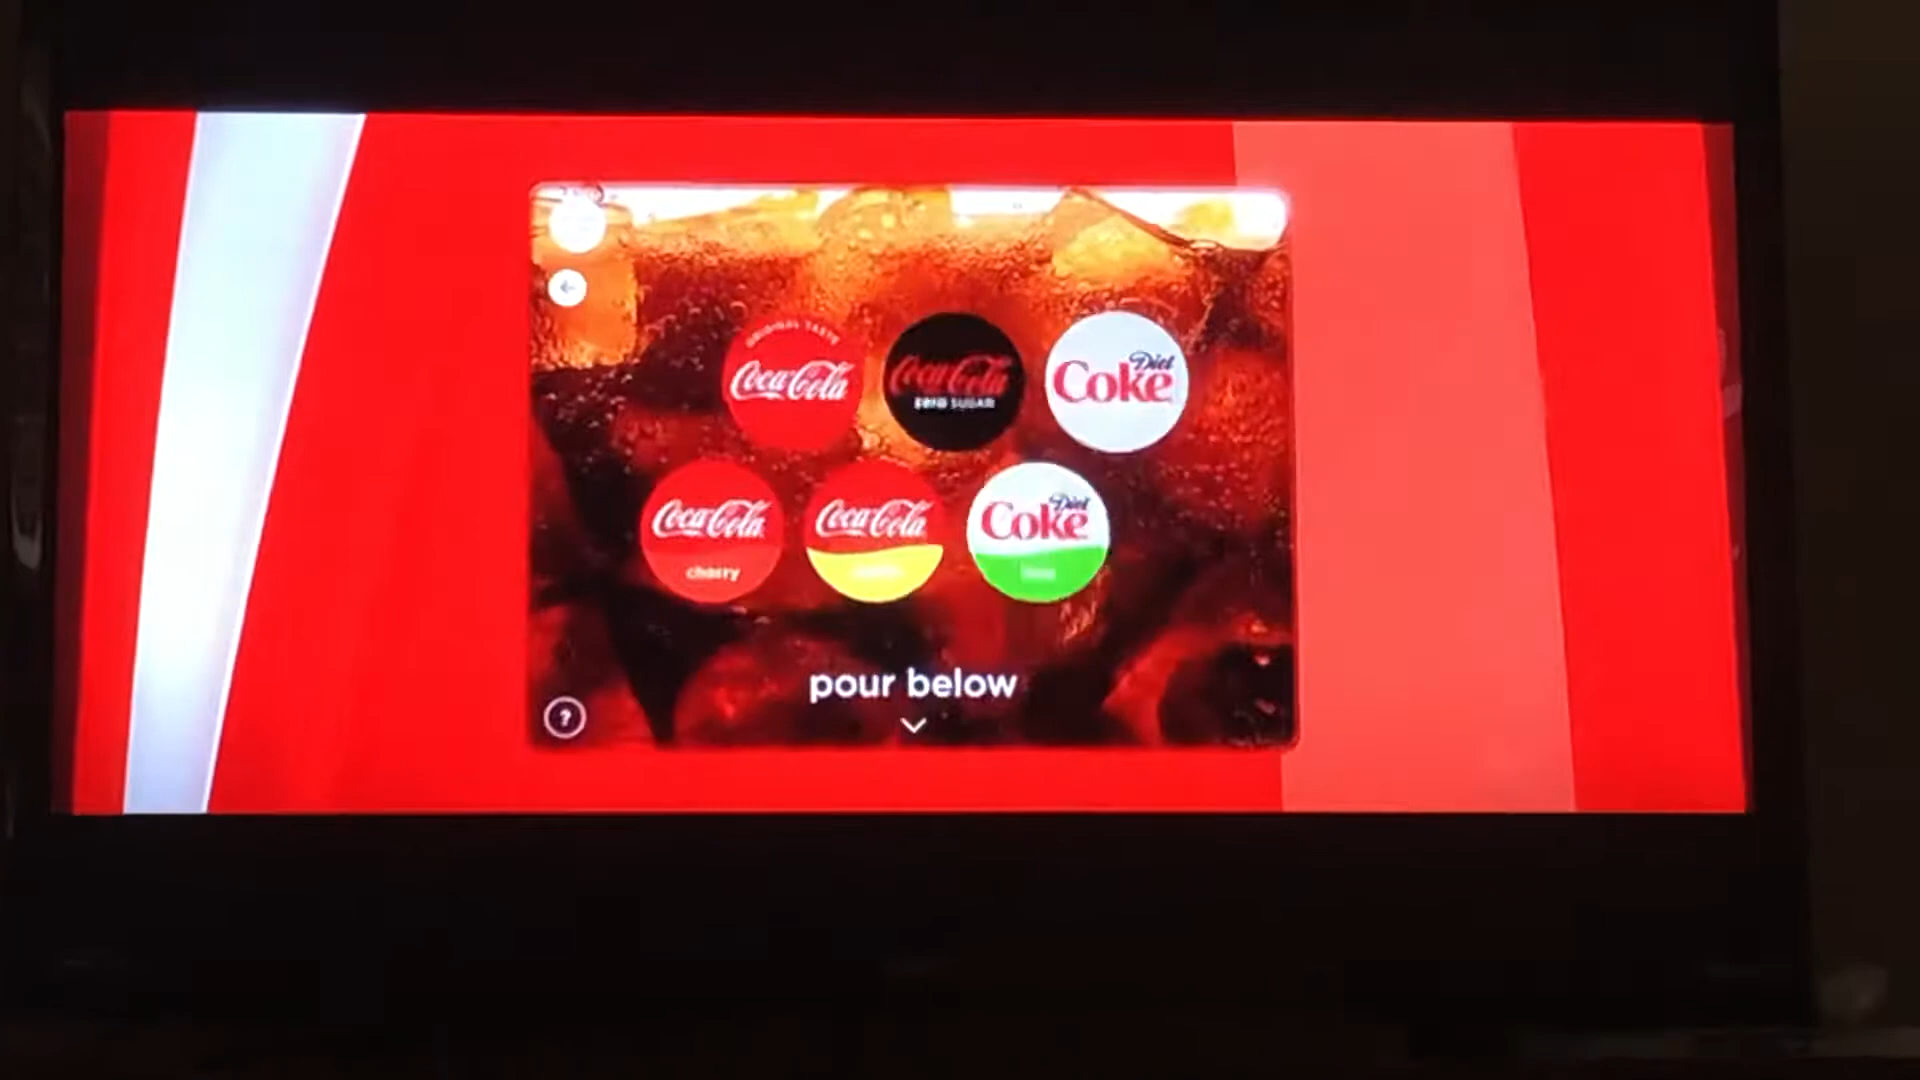 ORIGINAL TASTE
Coca-Cola
Coca-Cola
zero SUGAR
Diet
Coke
Coca-Cola
cherry
Coca-Cola
Diet
Coke
pour below
?